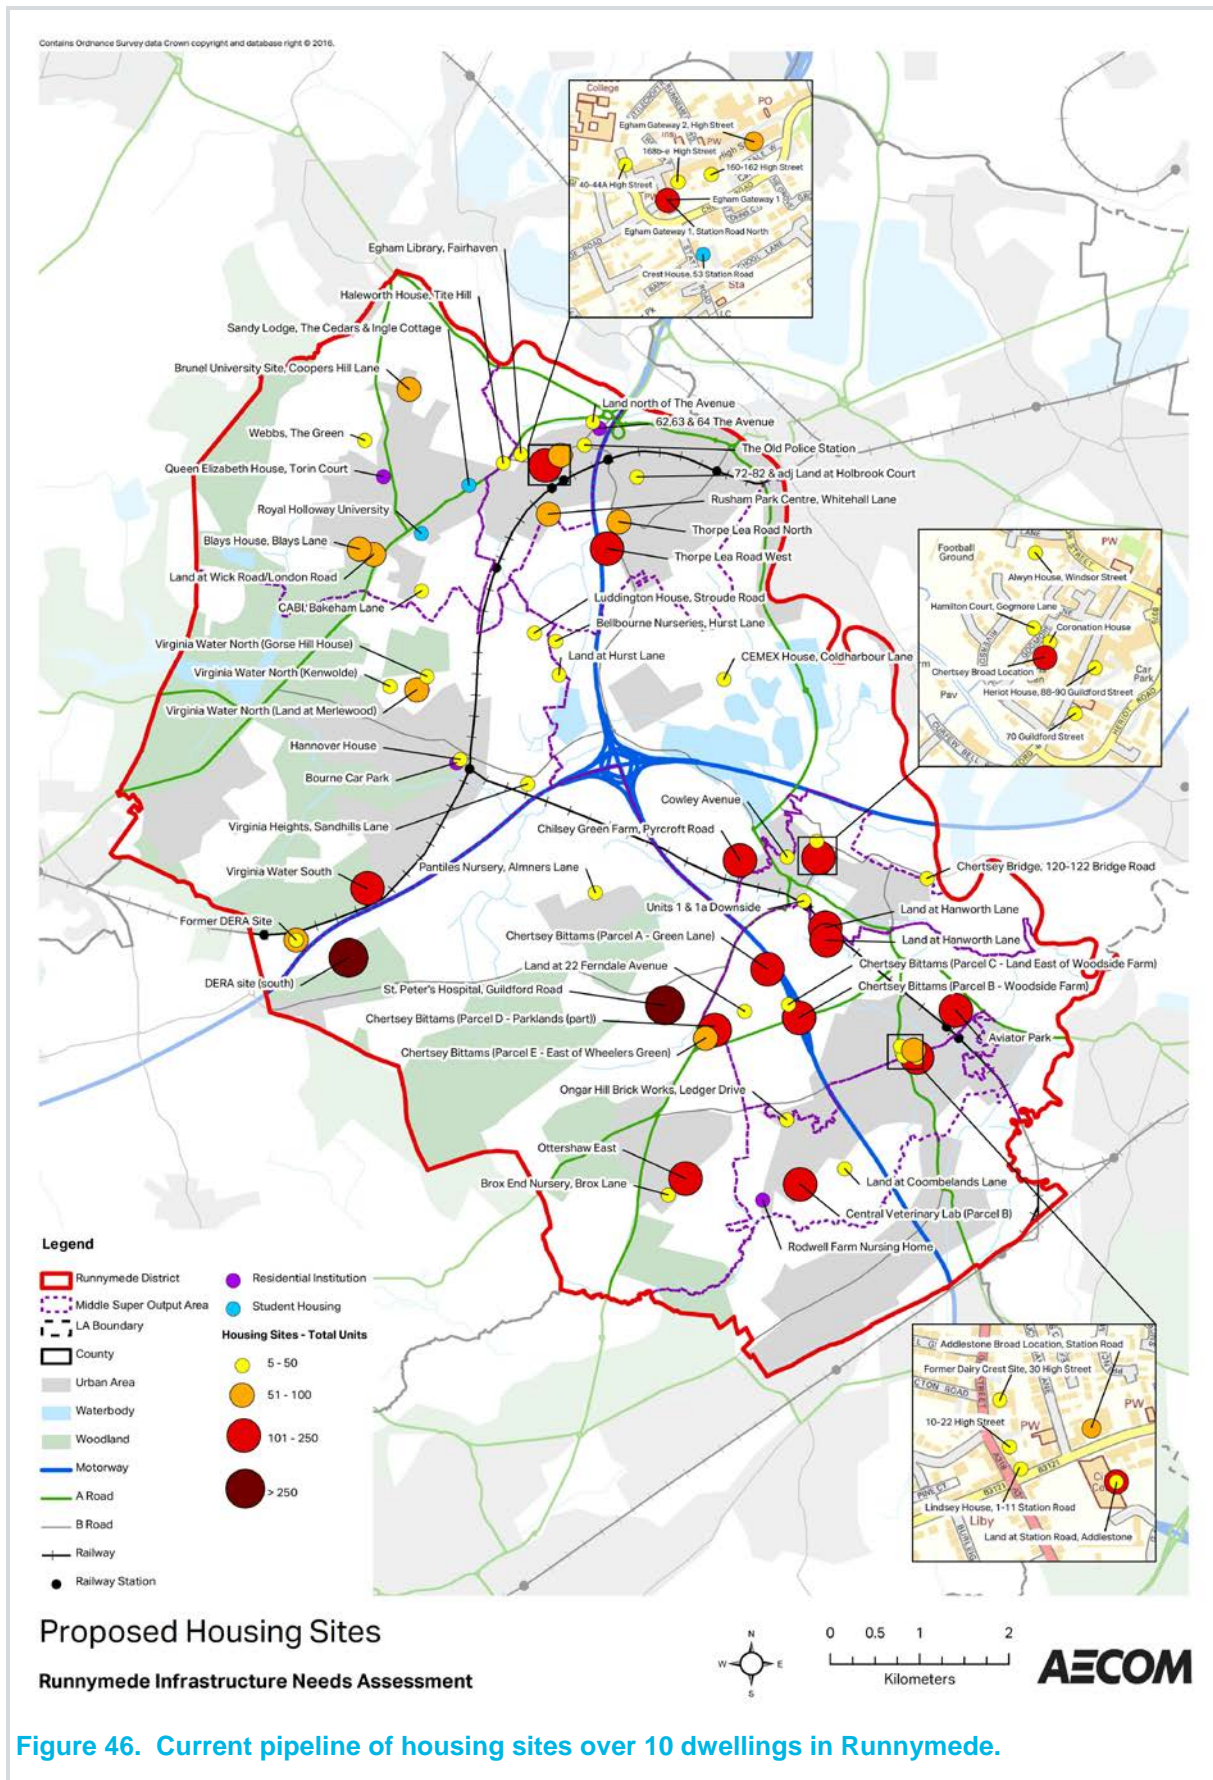 Contains Ordnance Survey data Crown copyright and database right © 2016.
College
PO
Egham Gateway 2, High Street
PW
168b-e High Street
160-162 High Street
40-44A High Street
Egham Gateway 1
Egham Gateway 1, Station Road North
Crest House, 53 Station Road
Sta
LC
Egham Library, Fairhaven
Haleworth House, Tite Hill
Sandy Lodge, The Cedars & Ingle Cottage
Brunel University Site, Coopers Hill Lane
Land north of The Avenue
62,63 & 64 The Avenue
Webbs, The Green
The Old Police Station
Queen Elizabeth House, Torin Court
72-82 & adj Land at Holbrook Court
Rusham Park Centre, Whitehall Lane
Royal Holloway University
Thorpe Lea Road North
Blays House, Blays Lane
Thorpe Lea Road West
Land at Wick Road/London Road
Luddington House, Stroude Road
CABI, Bakeham Lane
Bellbourne Nurseries, Hurst Lane
Virginia Water North (Gorse Hill House)
Land at Hurst Lane
CEMEX House, Coldharbour Lane
Virginia Water North (Kenwolde)
Virginia Water North (Land at Merlewood)
Football
Ground
LANE
PW
Alwyn House, Windsor Street
Hamilton Court, Gogmore Lane
Coronation House
Chertsey Broad Location
Car
Park
Pav
Heriot House, 88-90 Guildford Street
70 Guildford Street
HERIOT ROAD
Hannover House
Bourne Car Park
Cowley Avenue
Virginia Heights, Sandhills Lane
Chilsey Green Farm, Pyrcroft Road
Virginia Water South
Pantiles Nursery, Almners Lane
Chertsey Bridge, 120-122 Bridge Road
Units 1 & 1a Downside
Land at Hanworth Lane
Former DERA Site
Chertsey Bittams (Parcel A - Green Lane)
Land at Hanworth Lane
Land at 22 Ferndale Avenue
Chertsey Bittams (Parcel C - Land East of Woodside Farm)
DERA site (south)
St. Peter's Hospital, Guildford Road
Chertsey Bittams (Parcel B - Woodside Farm)
Chertsey Bittams (Parcel D - Parklands (part))
Aviator Park
Chertsey Bittams (Parcel E - East of Wheelers Green)
Ongar Hill Brick Works, Ledger Drive
Ottershaw East
Brox End Nursery, Brox Lane
Land at Coombelands Lane
Central Veterinary Lab (Parcel B)
Rodwell Farm Nursing Home
Addlestone Broad Location, Station Road
Former Dairy Crest Site, 30 High Street
10-22 High Street
PW
PW
B3121
B3121
Lindsey House, 1-11 Station Road
Liby
Land at Station Road, Addlestone
Legend
Runnymede District
Middle Super Output Area
LA Boundary
County
Urban Area
Waterbody
Woodland
Motorway
A Road
B Road
Railway
Railway Station
Residential Institution
Student Housing
Housing Sites - Total Units
5 - 50
51 - 100
101 - 250
> 250
Proposed Housing Sites
Runnymede Infrastructure Needs Assessment
N
W E
S
0 0.5 1 2
Kilometers
AECOM
Figure 46. Current pipeline of housing sites over 10 dwellings in Runnymede.